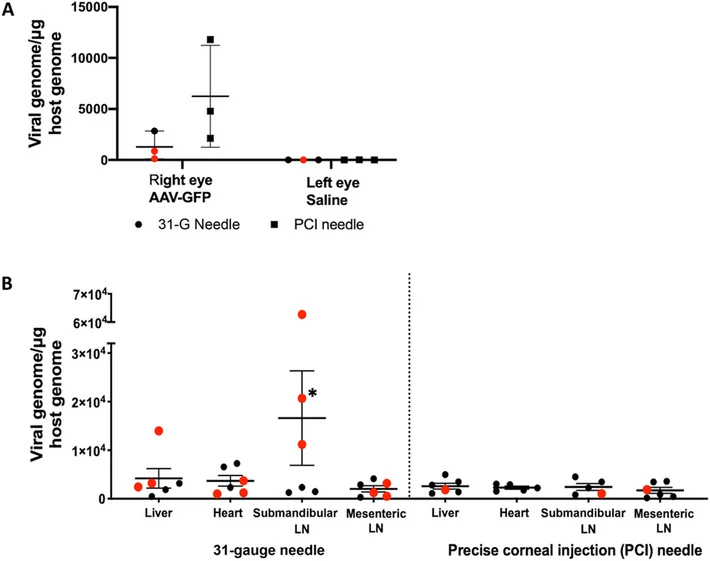 A
Viral genome/µg
host genome
15000
10000
5000
0
Right eye
AAV-GFP
Left eye
Saline
31-G Needle
PCI needle
B
Viral genome/µg
host genome
7×10⁴
6×10⁴
3×10⁴
2×10⁴
1×10⁴
0
*
Liver
Heart
Submandibular
LN
Mesenteric
LN
Liver
Heart
Submandibular
LN
Mesenteric
LN
31-gauge needle
Precise corneal injection (PCI) needle